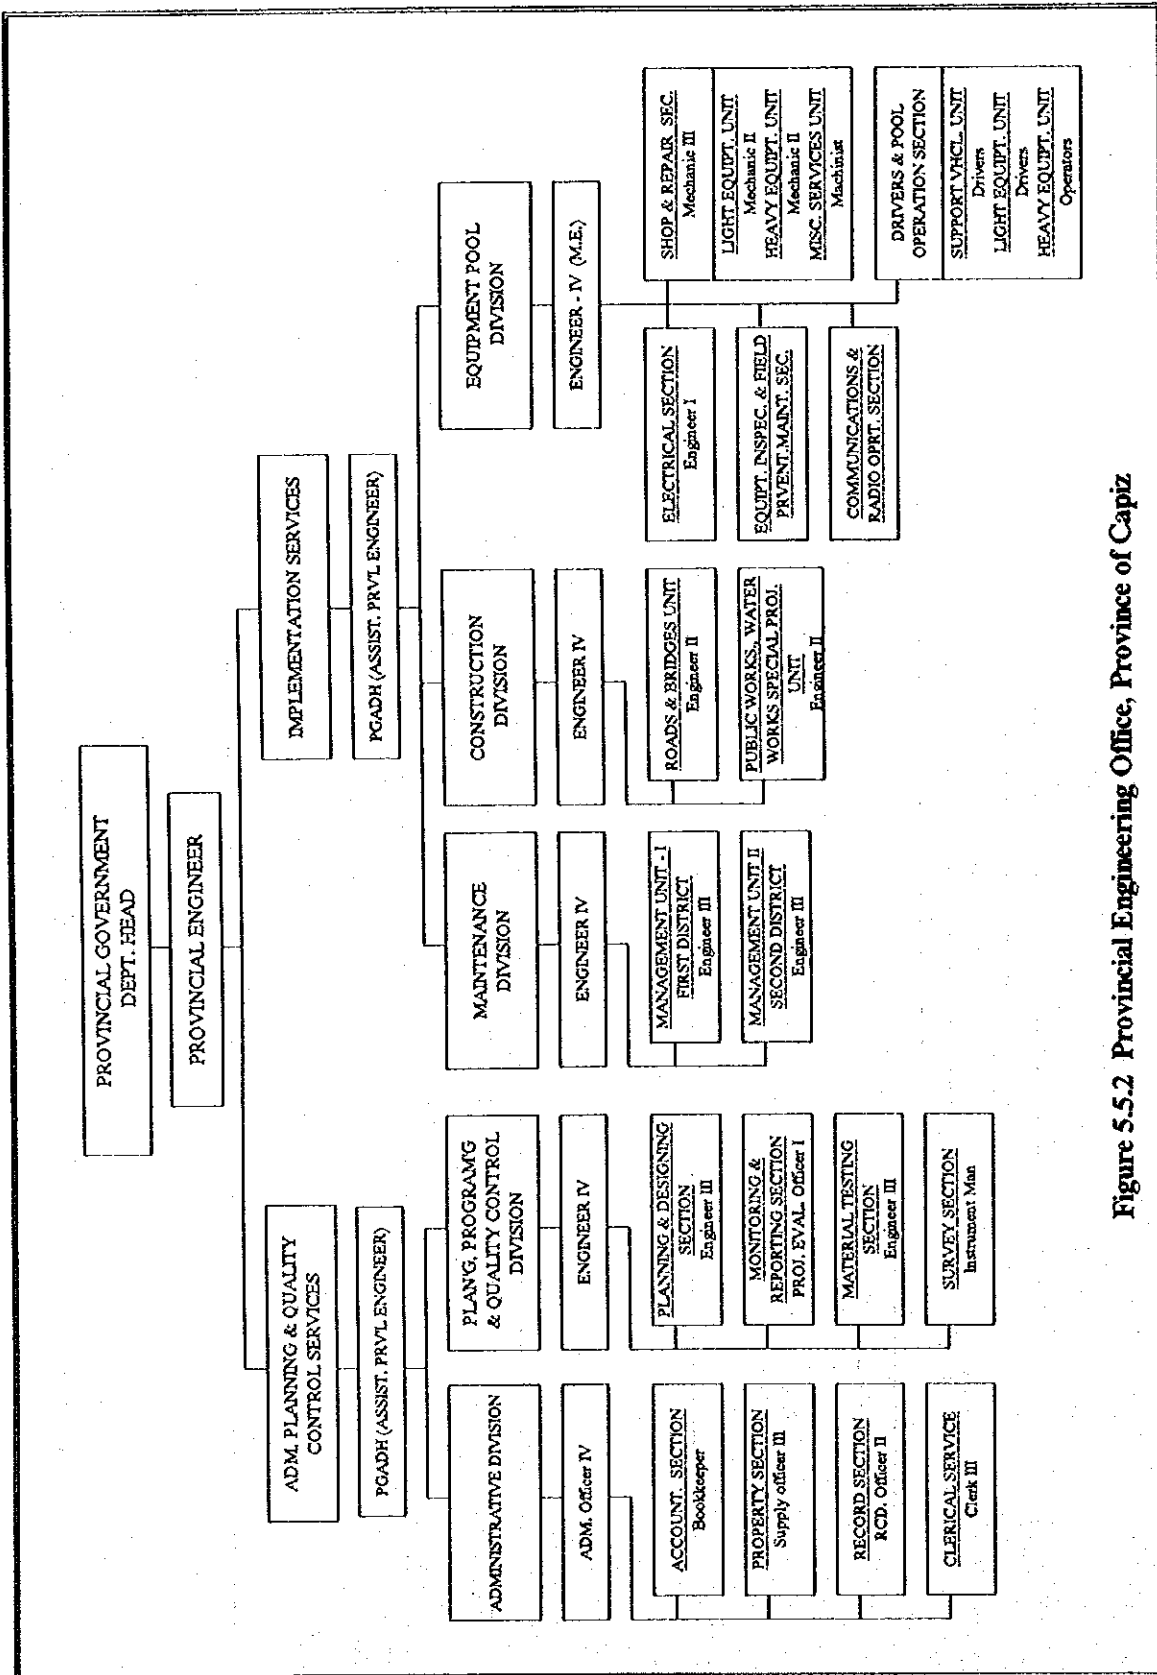 PROVINCIAL GOVERNMENT
DEPT. HEAD
PROVINCIAL ENGINEER
ADM. PLANNING & QUALITY
CONTROL SERVICES
PGADH (ASSIST. PRV'L ENGINEER)
IMPLEMENTATION SERVICES
PGADH (ASSIST. PRV'L ENGINEER)
ADMINISTRATIVE DIVISION
ADM. Officer IV
ACCOUNT. SECTION
Bookkeeper
PROPERTY SECTION
Supply officer III
RECORD SECTION
RCD. Officer II
CLERICAL SERVICE
Clerk III
PLAN'G, PROGRAM'G
& QUALITY CONTROL
DIVISION
ENGINEER IV
PLANNING & DESIGNING
SECTION
Engineer III
MONITORING &
REPORTING SECTION
PROJ. EVAL. Officer I
MATERIAL TESTING
SECTION
Engineer III
SURVEY SECTION
Instrument Man
MAINTENANCE
DIVISION
ENGINEER IV
MANAGEMENT UNIT - I
FIRST DISTRICT
Engineer III
MANAGEMENT UNIT II
SECOND DISTRICT
Engineer III
CONSTRUCTION
DIVISION
ENGINEER IV
ROADS & BRIDGES UNIT
Engineer II
PUBLIC WORKS., WATER
WORKS SPECIAL PROJ.
UNIT
Engineer II
EQUIPMENT POOL
DIVISION
ENGINEER - IV (M.E.)
ELECTRICAL SECTION
Engineer I
EQUIPT. INSPEC. & FIELD
PRVENT.MAINT. SEC.
COMMUNICATIONS &
RADIO OPRT. SECTION
SHOP & REPAIR SEC.
Mechanic III
LIGHT EQUIPT. UNIT
Mechanic II
HEAVY EQUIPT. UNIT
Mechanic II
MISC. SERVICES UNIT
Machinist
DRIVERS & POOL
OPERATION SECTION
SUPPORT VHCL. UNIT
Drivers
LIGHT EQUIPT. UNIT
Drivers
HEAVY EQUIPT. UNIT
Operators
Figure 5.5.2 Provincial Engineering Office, Province of Capiz